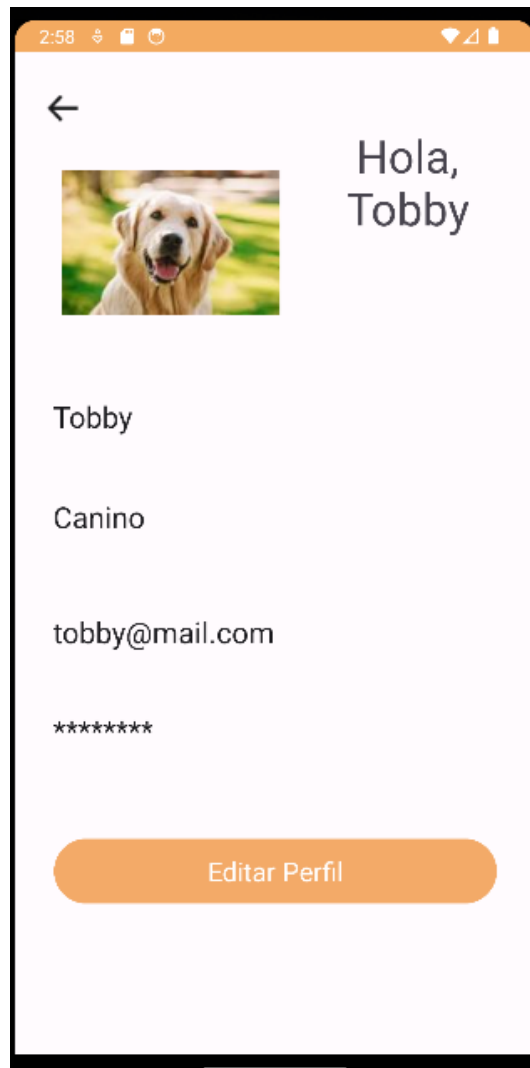 2:58
Hola,
Tobby
Tobby
Canino
tobby@mail.com
********
Editar Perfil